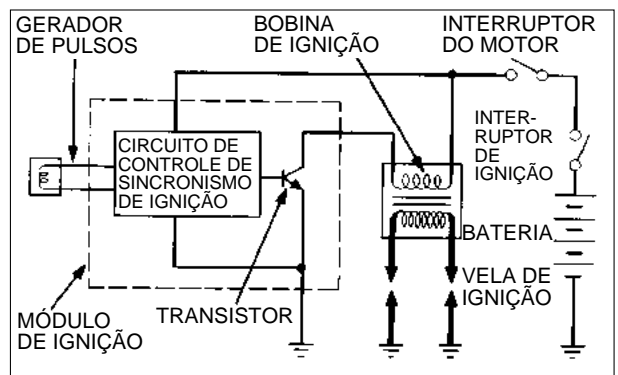 GERADOR
DE PULSOS
BOBINA
DE IGNIÇÃO
INTERRUPTOR
DO MOTOR
INTER-
RUPTOR
DE
IGNIÇÃO
CIRCUITO DE
CONTROLE DE
SINCRONISMO
DE IGNIÇÃO
BATERIA
VELA DE
IGNIÇÃO
TRANSISTOR
MÓDULO
DE IGNIÇÃO